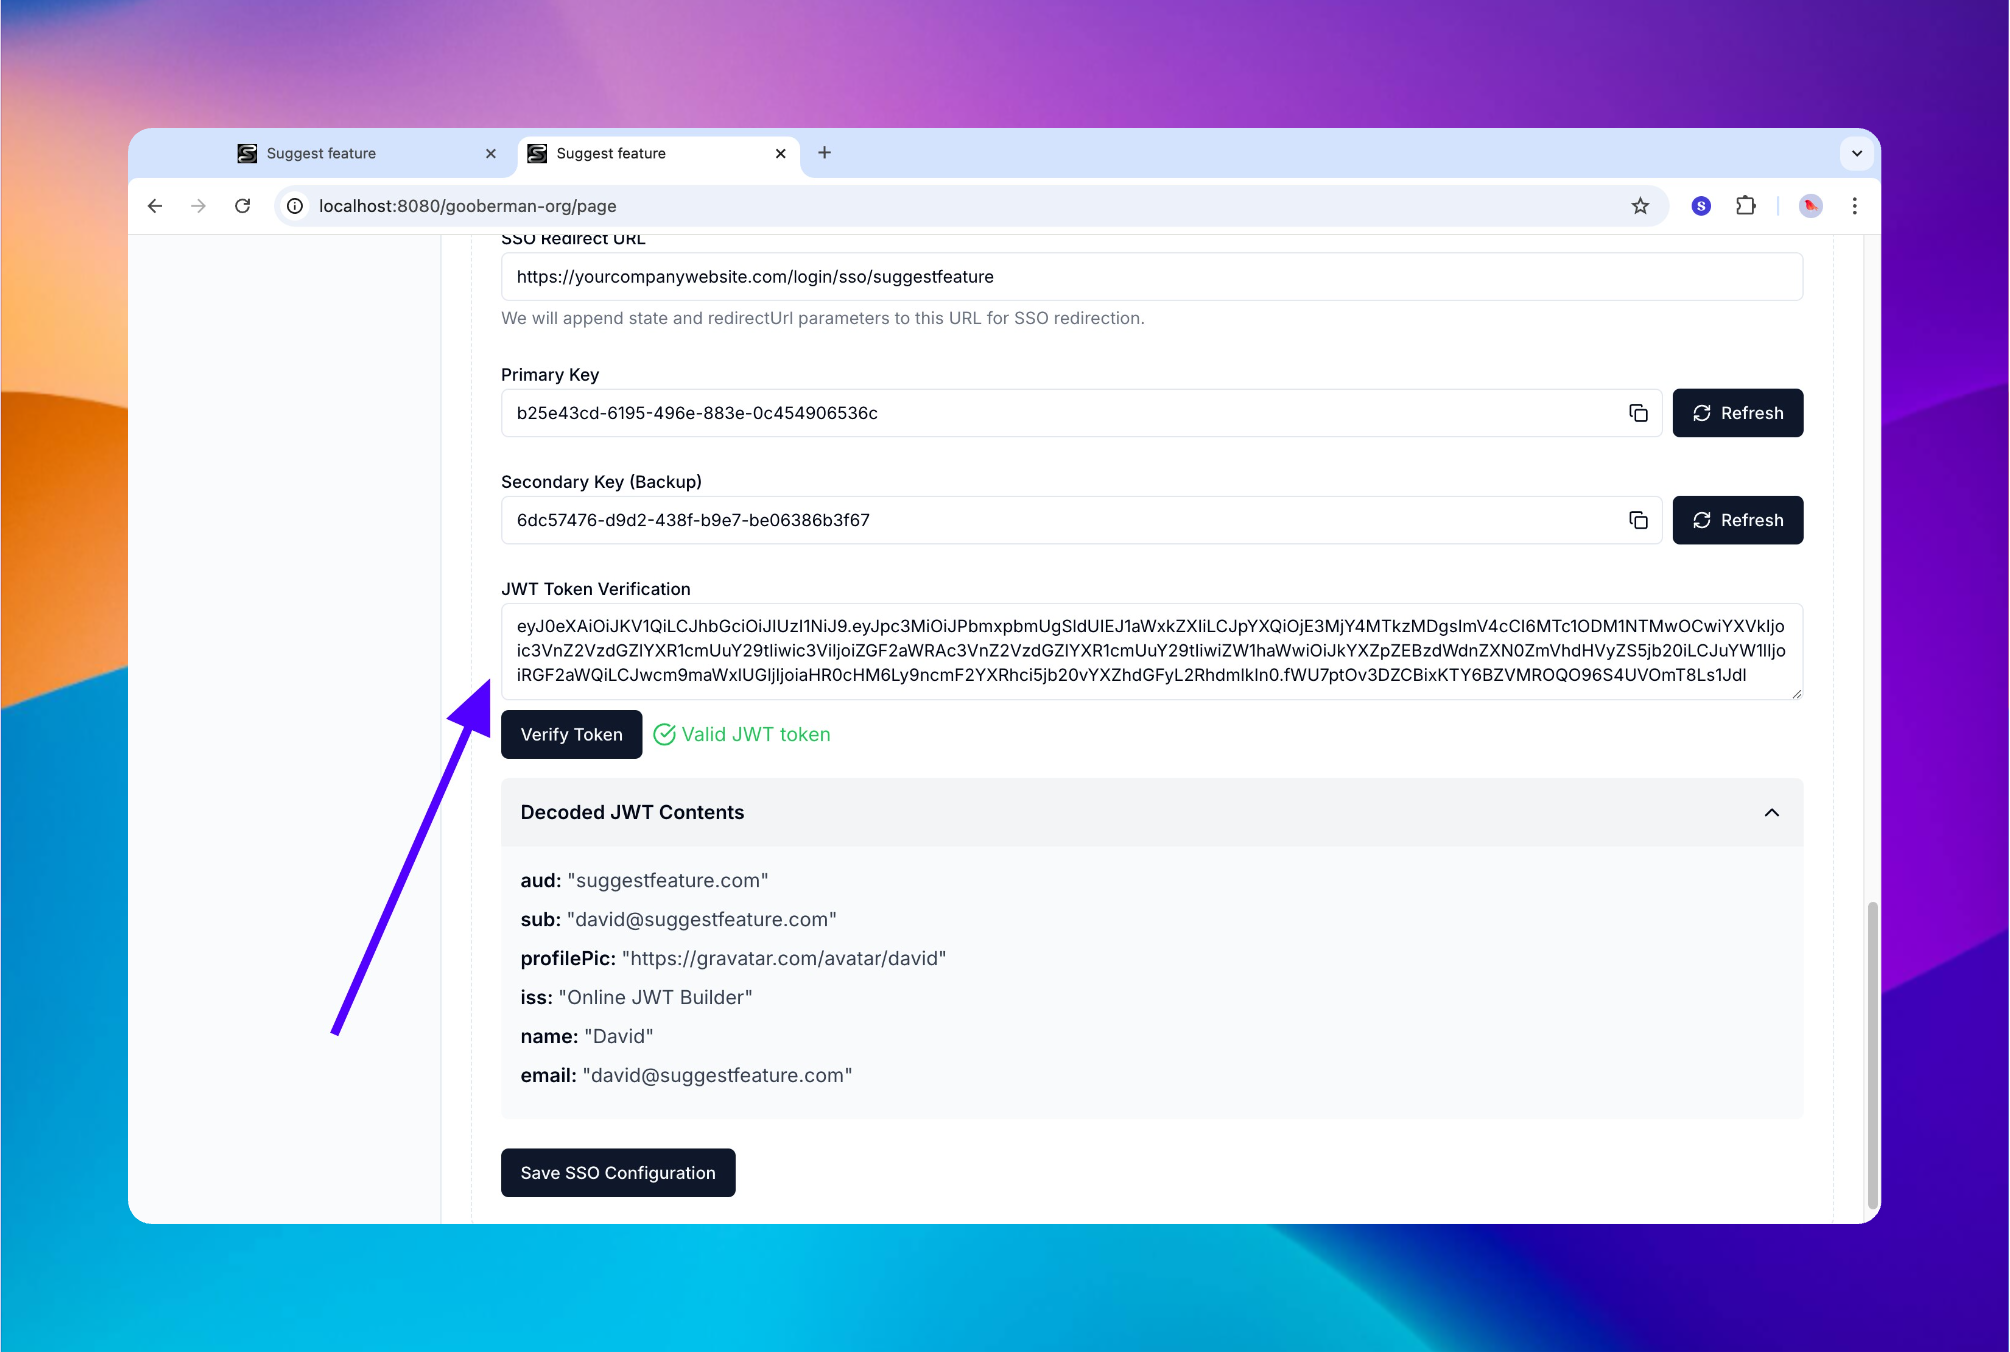 Suggest feature
Suggest feature
localhost:8080/gooberman-org/page
S
SSO Redirect URL
https://yourcompanywebsite.com/login/sso/suggestfeature
We will append state and redirectUrl parameters to this URL for SSO redirection.
Primary Key
b25e43cd-6195-496e-883e-0c454906536c
Refresh
Secondary Key (Backup)
6dc57476-d9d2-438f-b9e7-be06386b3f67
Refresh
JWT Token Verification
eyJ0eXAiOiJKV1QiLCJhbGciOiJIUzI1NiJ9.eyJpc3MiOiJPbmxpbmUgSldUIEJ1aWxkZXIiLCJpYXQiOjE3MjY4MTkzMDgsImV4cCI6MTc1ODM1NTMwOCwiYXVkIjo
ic3VnZ2VzdGZlYXR1cmUuY29tIiwic3ViIjoiZGF2aWRAc3VnZ2VzdGZlYXR1cmUuY29tIiwiZW1haWwiOiJkYXZpZEBzdWdnZXN0ZmVhdHVyZS5jb20iLCJuYW1lIjo
iRGF2aWQiLCJwcm9maWxlUGljIjoiaHR0cHM6Ly9ncmF2YXRhci5jb20vYXZhdGFyL2RhdmlkIn0.fWU7ptOv3DZCBixKTY6BZVMROQO96S4UVOmT8Ls1JdI
Verify Token
Valid JWT token
Decoded JWT Contents
aud: "suggestfeature.com"
sub: "david@suggestfeature.com"
profilePic: "https://gravatar.com/avatar/david"
iss: "Online JWT Builder"
name: "David"
email: "david@suggestfeature.com"
Save SSO Configuration